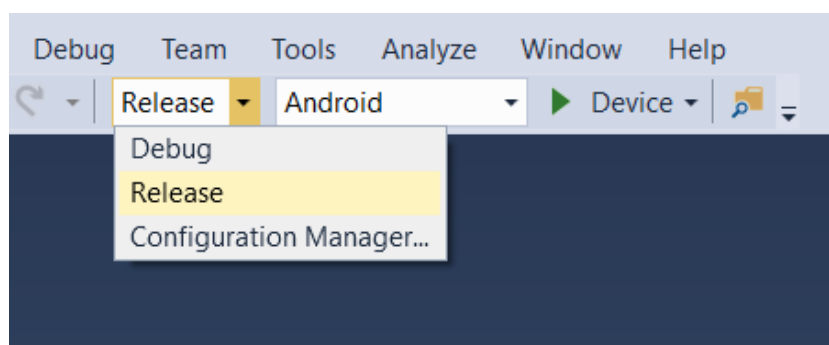 Debug Team Tools Analyze Window Help
Release Android Device
Debug
Release
Configuration Manager...